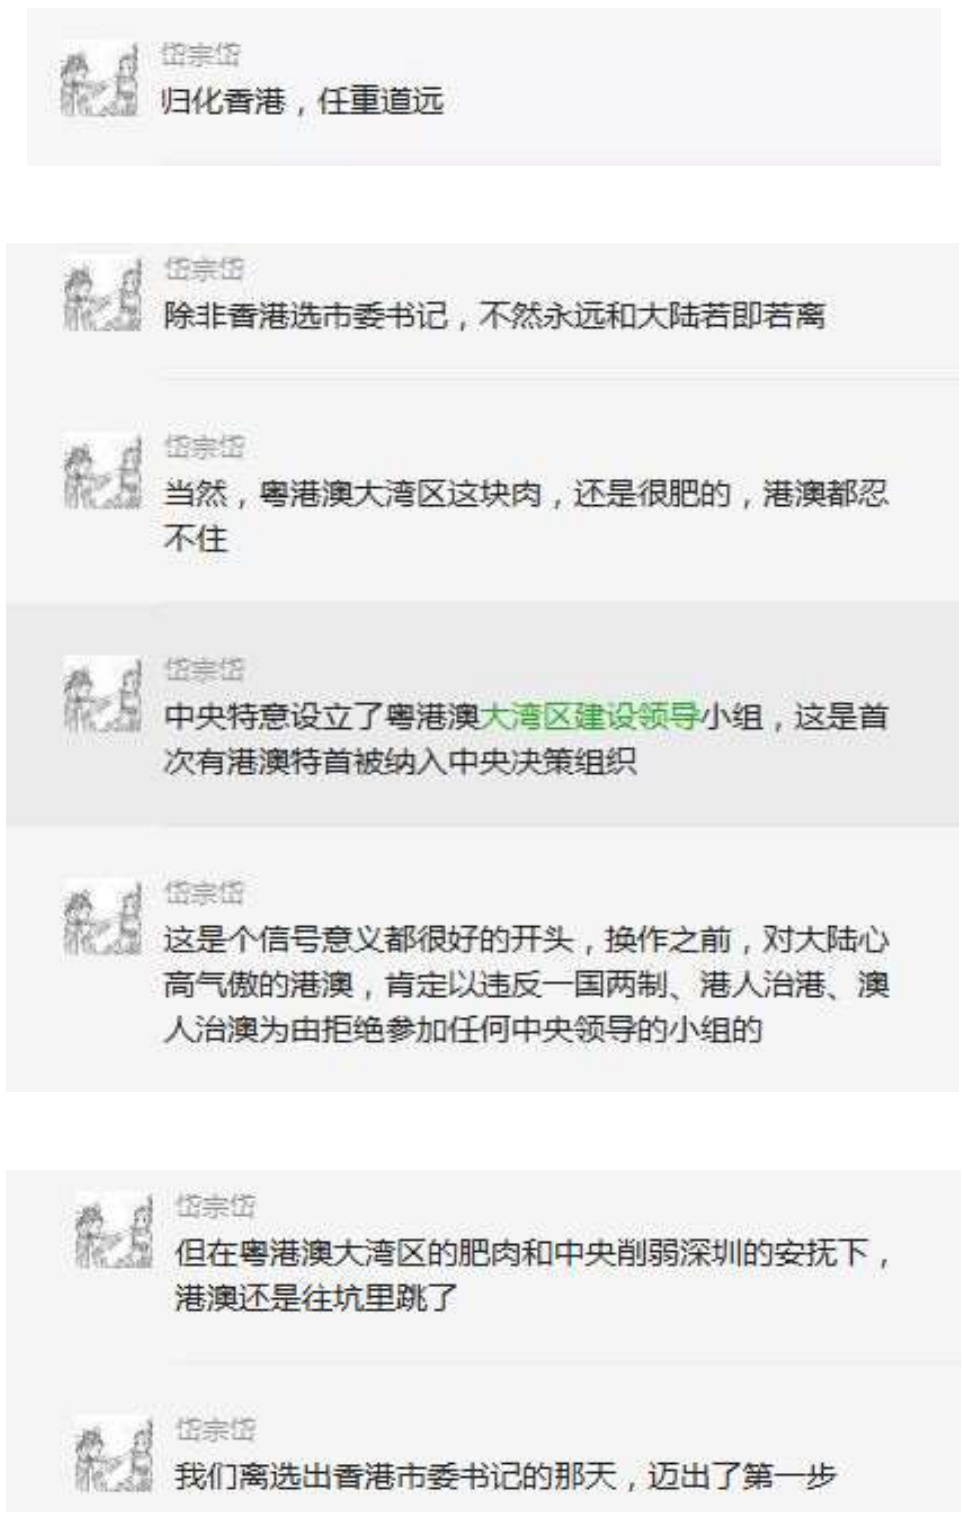 岱宗岱
归化香港，任重道远
岱宗岱
除非香港选市委书记，不然永远和大陆若即若离
岱宗岱
当然，粤港澳大湾区这块肉，还是很肥的，港澳都忍
不住
岱宗岱
中央特意设立了粤港澳大湾区建设领导小组，这是首
次有港澳特首被纳入中央决策组织
岱宗岱
这是个信号意义都很好的开头，换作之前，对大陆心
高气傲的港澳，肯定以违反一国两制、港人治港、澳
人治澳为由拒绝参加任何中央领导的小组的
岱宗岱
但在粤港澳大湾区的肥肉和中央削弱深圳的安抚下，
港澳还是往坑里跳了
岱宗岱
我们离选出香港市委书记的那天，迈出了第一步